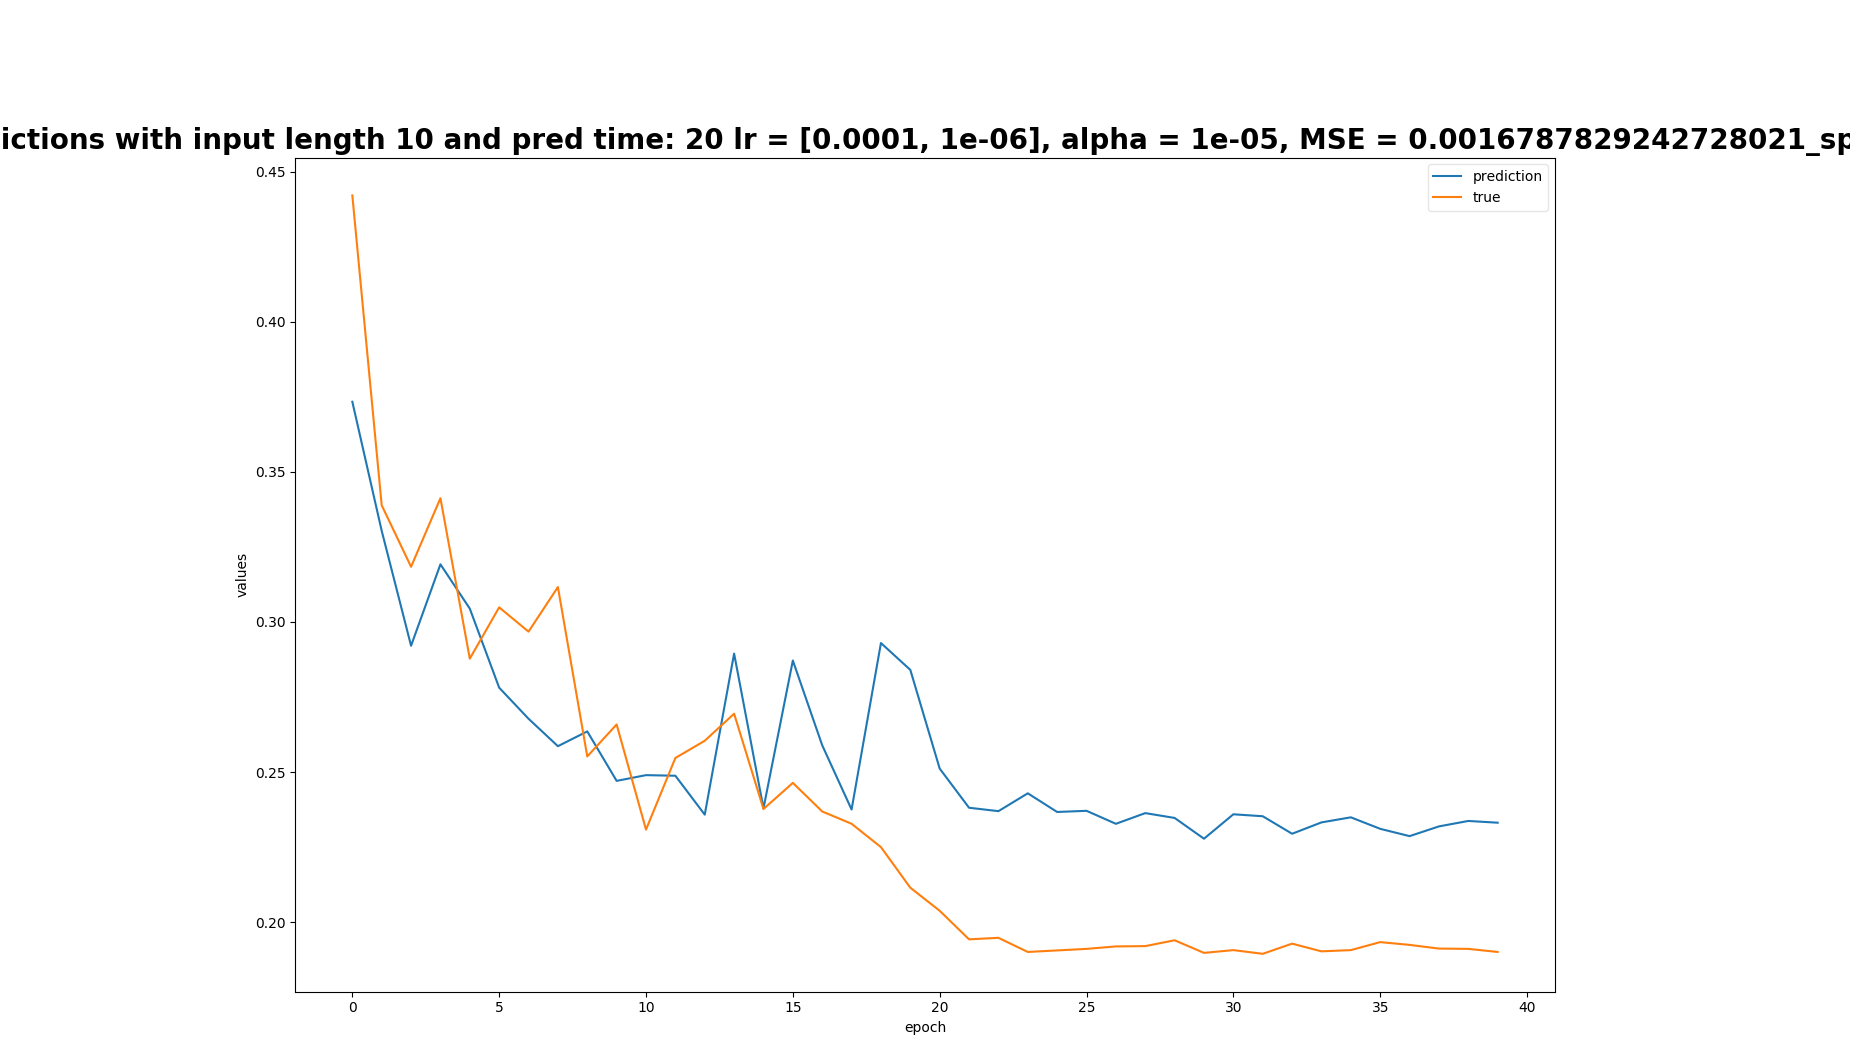 ictions with input length 10 and pred time: 20 lr = [0.0001, 1e-06], alpha = 1e-05, MSE = 0.0016787829242728021_sp
prediction
true
0.45
0.40
0.35
0.30
0.25
0.20
values
0 5 10 15 20 25 30 35 40
epoch